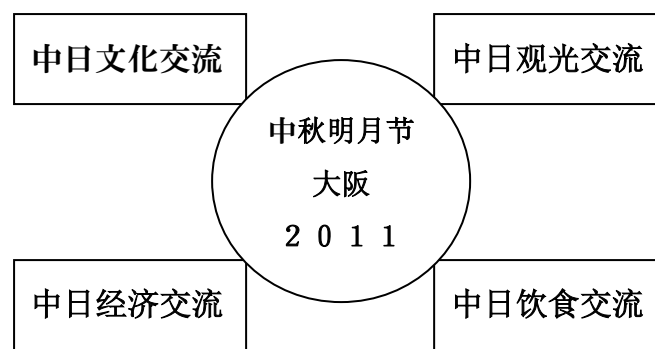 中日文化交流
中日观光交流
中秋明月节
大阪
２０１１
中日经济交流
中日饮食交流